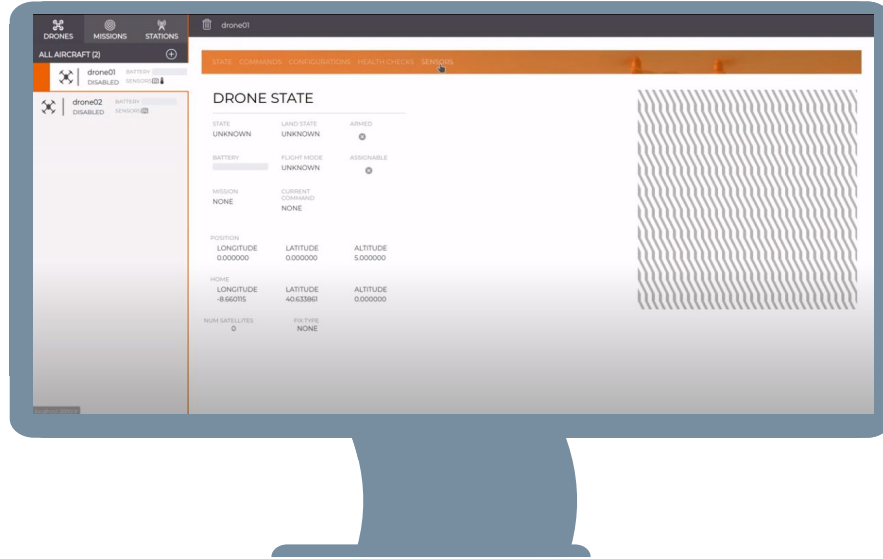 DRONES MISSIONS STATIONS
drone01
ALL AIRCRAFT (2)
drone01 BATTERY
DISABLED SENSORS
drone02 BATTERY
DISABLED SENSORS
STATE COMMANDS CONFIGURATIONS HEALTH CHECKS SENSORS
DRONE STATE
STATE LAND STATE ARMED
UNKNOWN UNKNOWN
BATTERY FLIGHT MODE ASSIGNABLE
UNKNOWN
MISSION CURRENT COMMAND
NONE NONE
POSITION
LONGITUDE LATITUDE ALTITUDE
0.000000 0.000000 5.000000
HOME
LONGITUDE LATITUDE ALTITUDE
-8.660115 40.633861 0.000000
NUM SATELLITES FIX TYPE
0 NONE